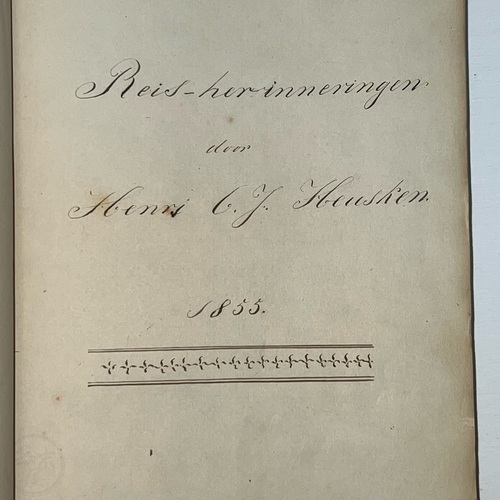 Reis-herinneringen
door
Henri C. J. Heusken.
1855.